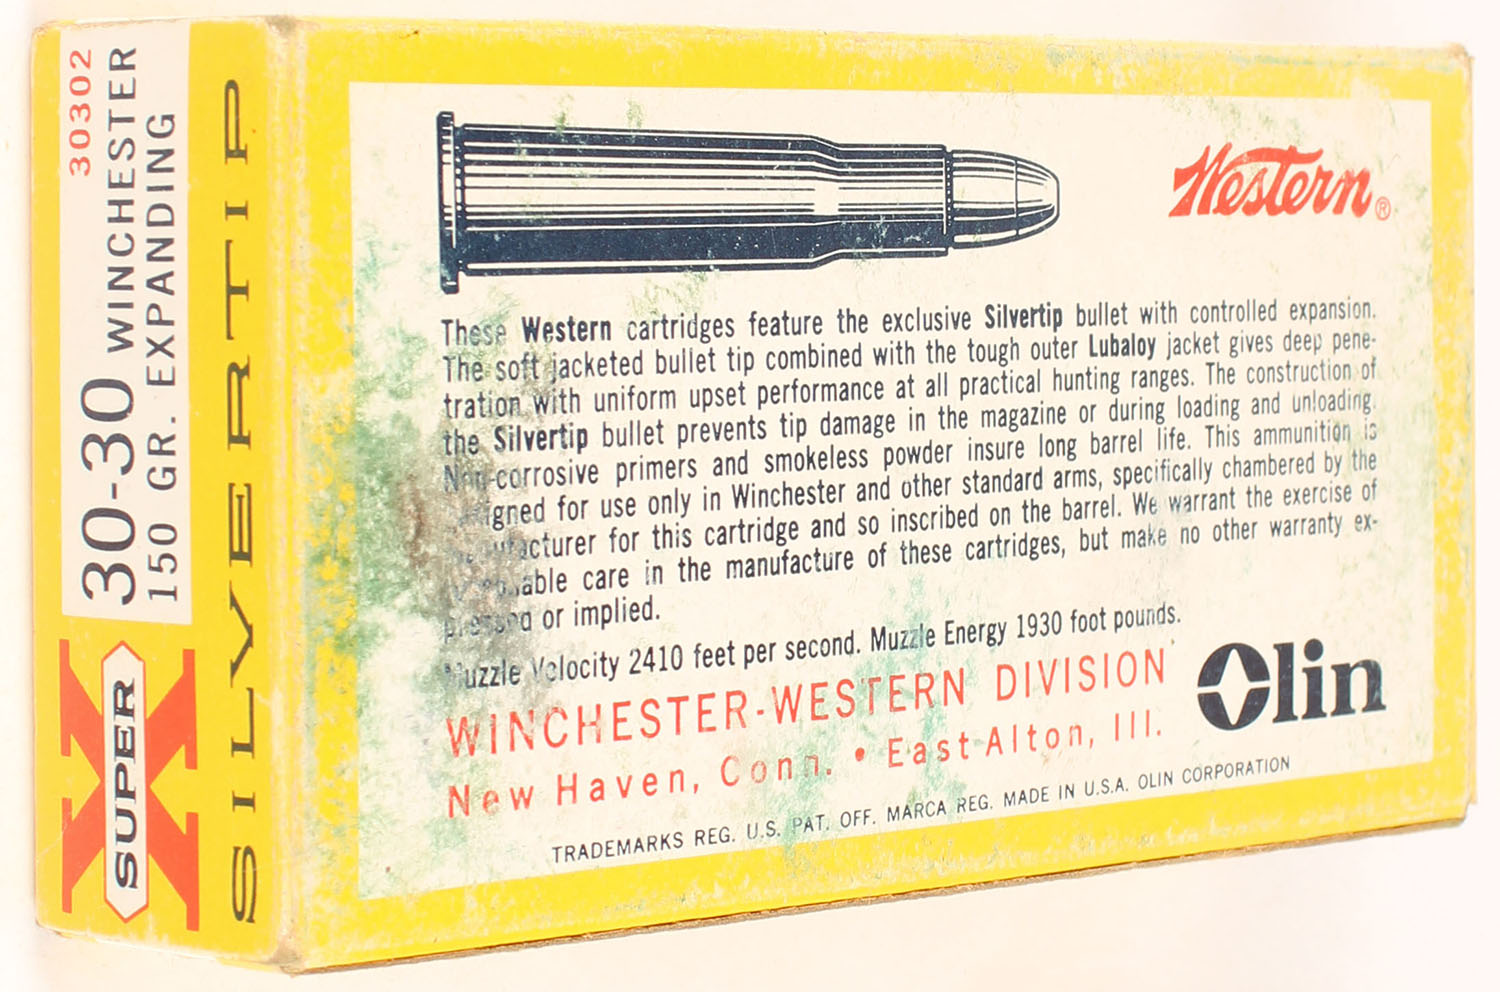 30302
30-30 WINCHESTER
150 GR. EXPANDING
SUPER X
SILVERTIP
Western®
These Western cartridges feature the exclusive Silvertip bullet with controlled expansion.
The soft jacketed bullet tip combined with the tough outer Lubaloy jacket gives deep pene-
tration with uniform upset performance at all practical hunting ranges. The construction of
the Silvertip bullet prevents tip damage in the magazine or during loading and unloading.
Non-corrosive primers and smokeless powder insure long barrel life. This ammunition is
for use only in Winchester and other standard arms, specifically chambered by the
for this cartridge and so inscribed on the barrel. We warrant the exercise of
care in the manufacture of these cartridges, but make no other warranty ex-
pressed or implied.
Muzzle Velocity 2410 feet per second. Muzzle Energy 1930 foot pounds.
WINCHESTER-WESTERN DIVISION
New Haven, Conn. • East Alton, Ill.
Olin
TRADEMARKS REG. U.S. PAT. OFF. MARCA REG. MADE IN U.S.A. OLIN CORPORATION